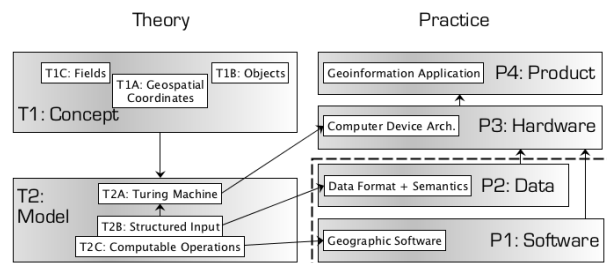 Theory
T1C: Fields
T1B: Objects
T1A: Geospatial
Coordinates
T1: Concept
T2:
Model
T2A: Turing Machine
T2B: Structured Input
T2C: Computable Operations
Practice
Geoinformation Application
P4: Product
Computer Device Arch.
P3: Hardware
Data Format + Semantics
P2: Data
Geographic Software
P1: Software